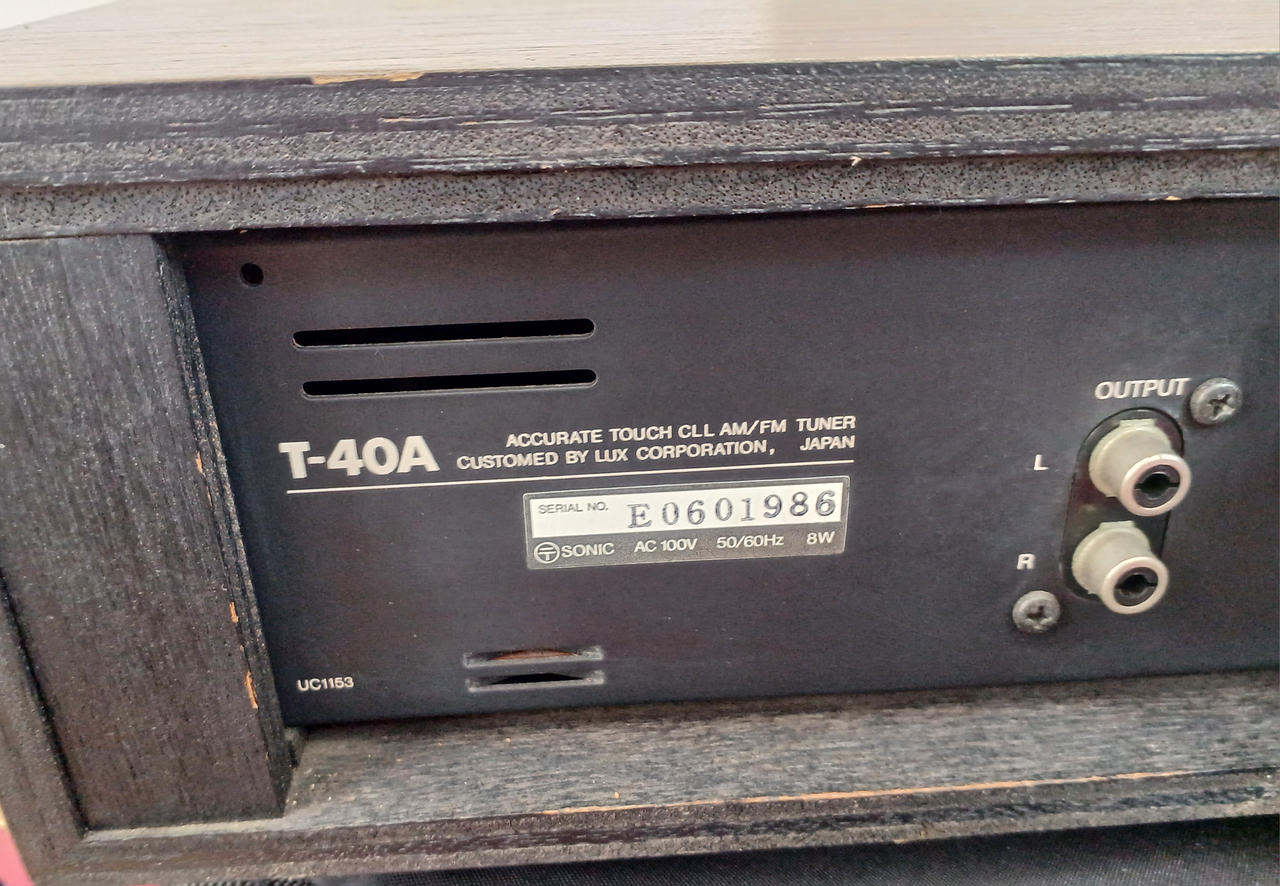 OUTPUT
L
R
T-40A
ACCURATE TOUCH CLL AM/FM TUNER
CUSTOMED BY LUX CORPORATION, JAPAN
SERIAL NO. E0601986
SONIC AC 100V 50/60Hz 8W
UC1153